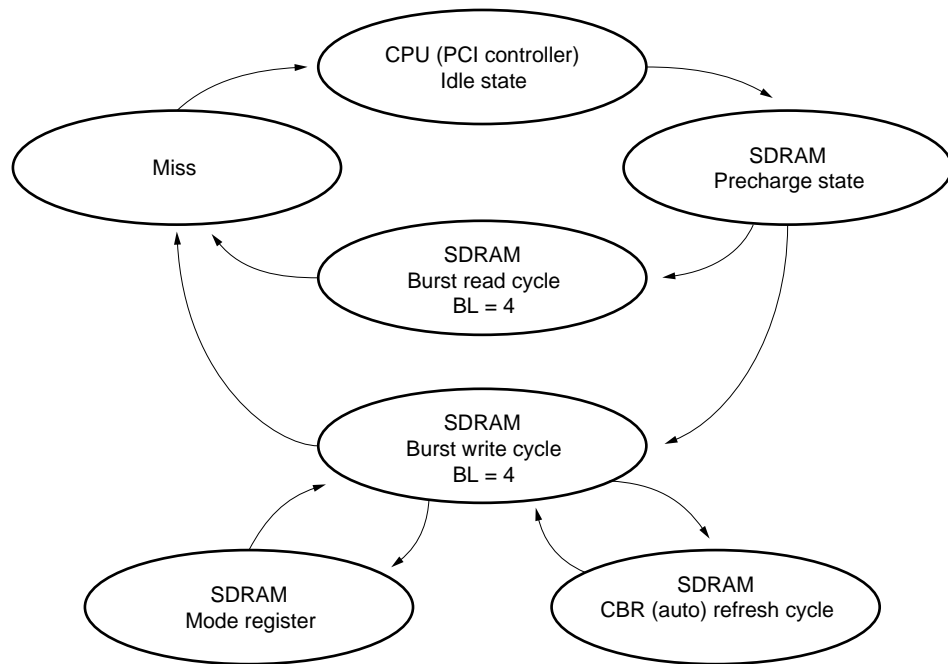 CPU (PCI controller)
Idle state
Miss
SDRAM
Precharge state
SDRAM
Burst read cycle
BL = 4
SDRAM
Burst write cycle
BL = 4
SDRAM
Mode register
SDRAM
CBR (auto) refresh cycle